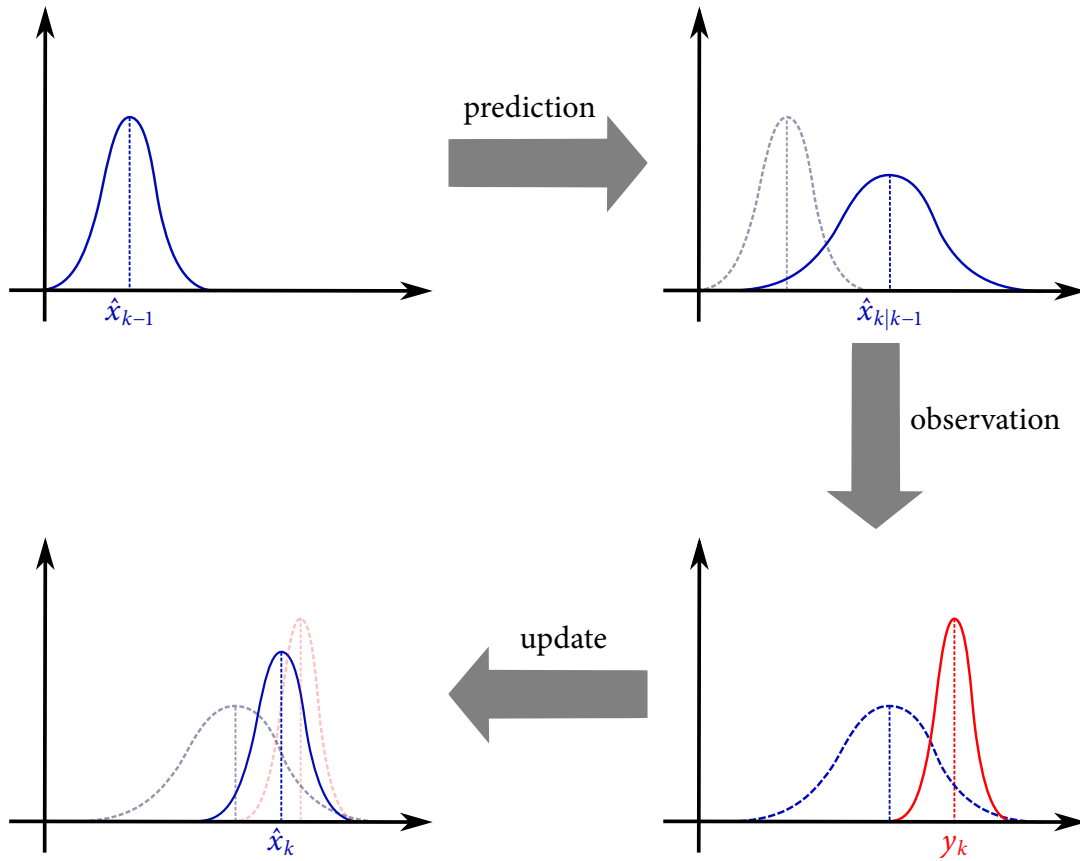 prediction
x̂ₖ₋₁
x̂ₖ|ₖ₋₁
observation
update
x̂ₖ
yₖ